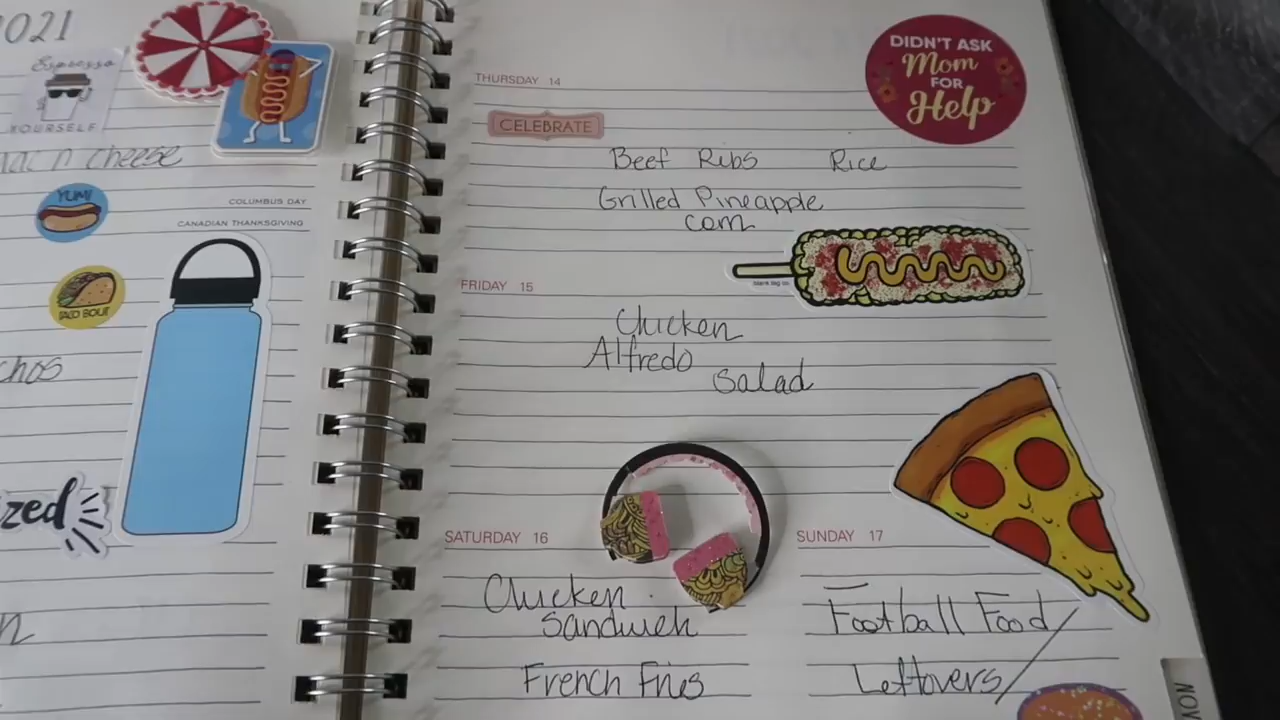 2021
Espresso
YOURSELF
mac n cheese
YUM!
COLUMBUS DAY
CANADIAN THANKSGIVING
TACO BOUT
chos
zed
n
THURSDAY 14
DIDN'T ASK
Mom
FOR
Help
CELEBRATE
Beef Ribs Rice
Grilled Pineapple
corn
FRIDAY 15
Chicken
Alfredo
Salad
SATURDAY 16
Chicken
Sandwich
French Fries
SUNDAY 17
Football Food/
Leftovers/
NOV